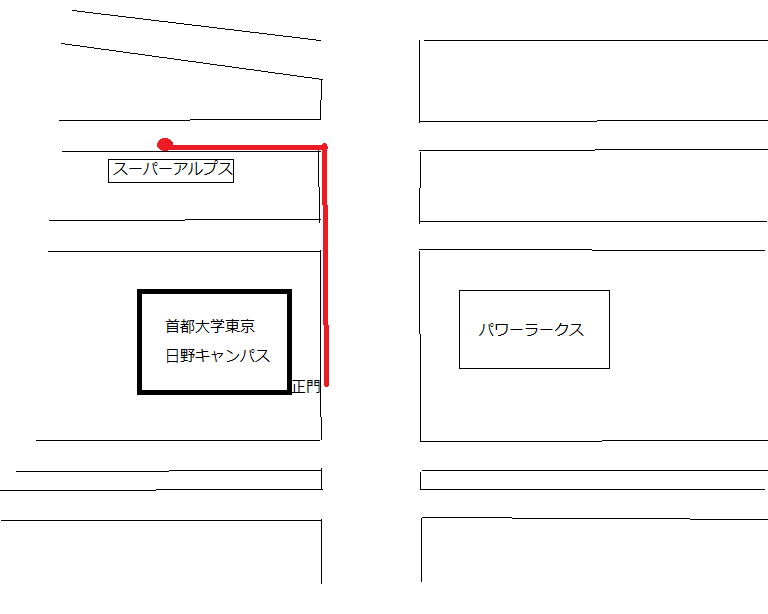 スーパーアルプス
首都大学東京
日野キャンパス
正門
パワーラークス